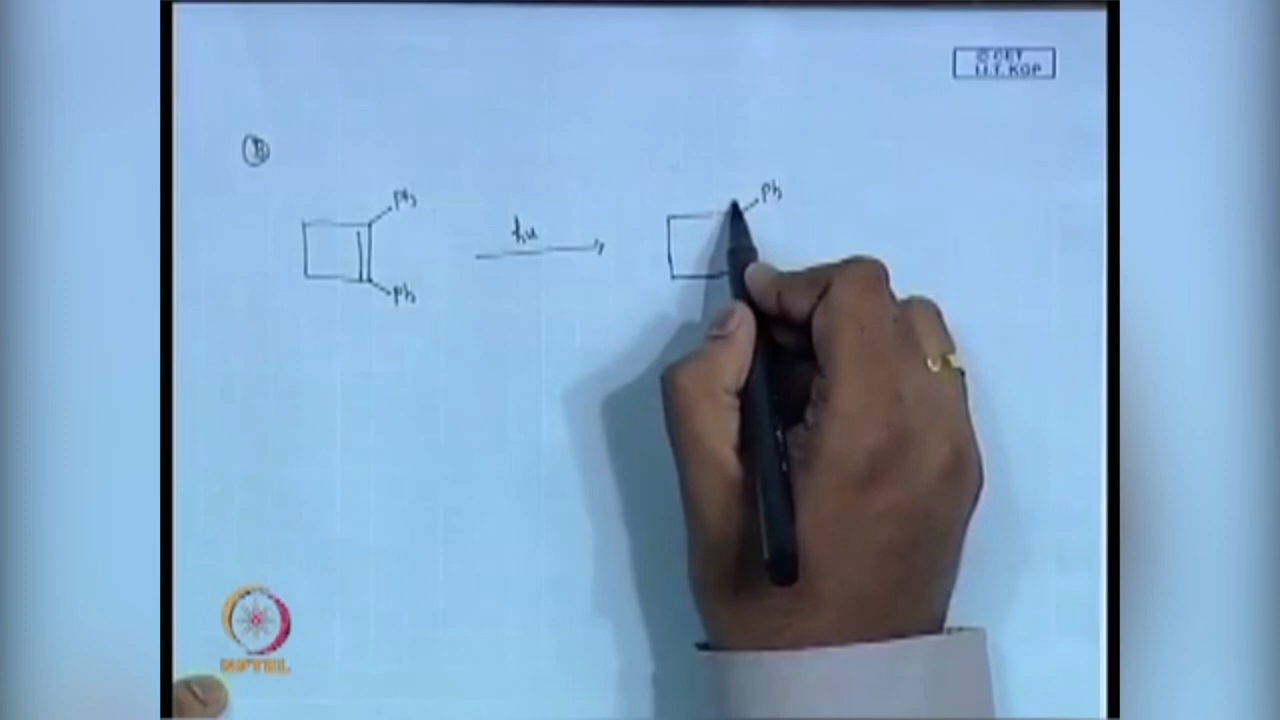 © CET
I.I.T. KGP
B
Ph
hν
Ph
Ph
NPTEL